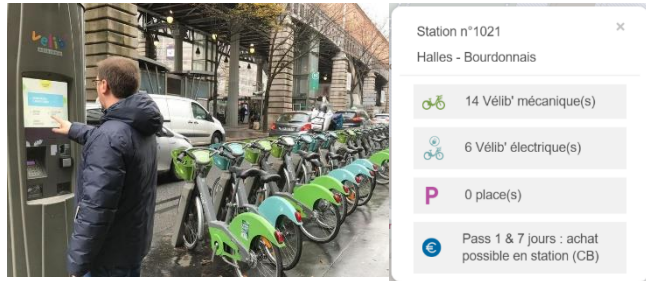 velib'
Station n°1021
×
Halles - Bourdonnais
14 Vélib' mécanique(s)
6 Vélib' électrique(s)
P
0 place(s)
€
Pass 1 & 7 jours : achat
possible en station (CB)